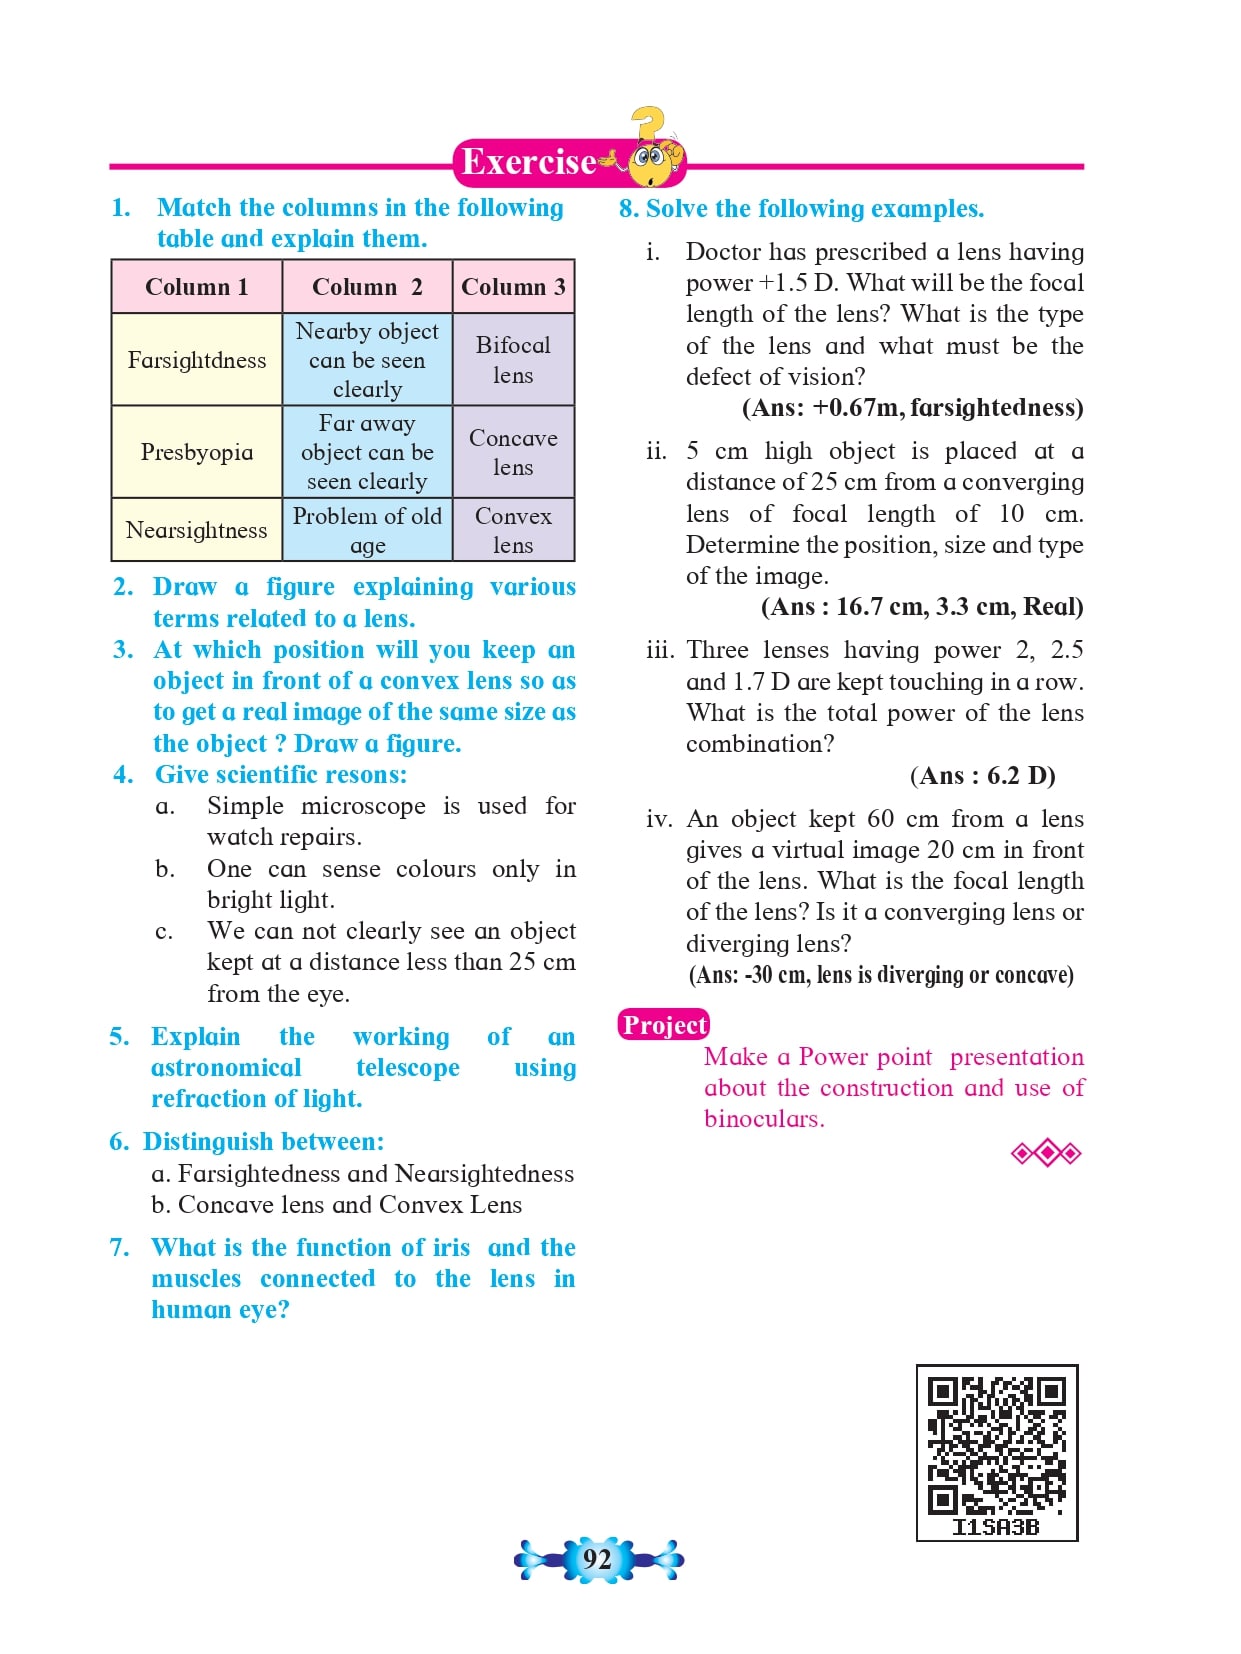 Exercise
1. Match the columns in the following
table and explain them.
Column 1 Column 2 Column 3
Farsightdness
Nearby object
can be seen
clearly
Bifocal
lens
Presbyopia
Far away
object can be
seen clearly
Concave
lens
Nearsightness
Problem of old
age
Convex
lens
2. Draw a figure explaining various
terms related to a lens.
3. At which position will you keep an
object in front of a convex lens so as
to get a real image of the same size as
the object ? Draw a figure.
4. Give scientific resons:
a. Simple microscope is used for
watch repairs.
b. One can sense colours only in
bright light.
c. We can not clearly see an object
kept at a distance less than 25 cm
from the eye.
5. Explain the working of an
astronomical telescope using
refraction of light.
6. Distinguish between:
a. Farsightedness and Nearsightedness
b. Concave lens and Convex Lens
7. What is the function of iris and the
muscles connected to the lens in
human eye?
8. Solve the following examples.
i. Doctor has prescribed a lens having
power +1.5 D. What will be the focal
length of the lens? What is the type
of the lens and what must be the
defect of vision?
(Ans: +0.67m, farsightedness)
ii. 5 cm high object is placed at a
distance of 25 cm from a converging
lens of focal length of 10 cm.
Determine the position, size and type
of the image.
(Ans : 16.7 cm, 3.3 cm, Real)
iii. Three lenses having power 2, 2.5
and 1.7 D are kept touching in a row.
What is the total power of the lens
combination?
(Ans : 6.2 D)
iv. An object kept 60 cm from a lens
gives a virtual image 20 cm in front
of the lens. What is the focal length
of the lens? Is it a converging lens or
diverging lens?
(Ans: -30 cm, lens is diverging or concave)
Project
Make a Power point presentation
about the construction and use of
binoculars.
I1SA3B
92